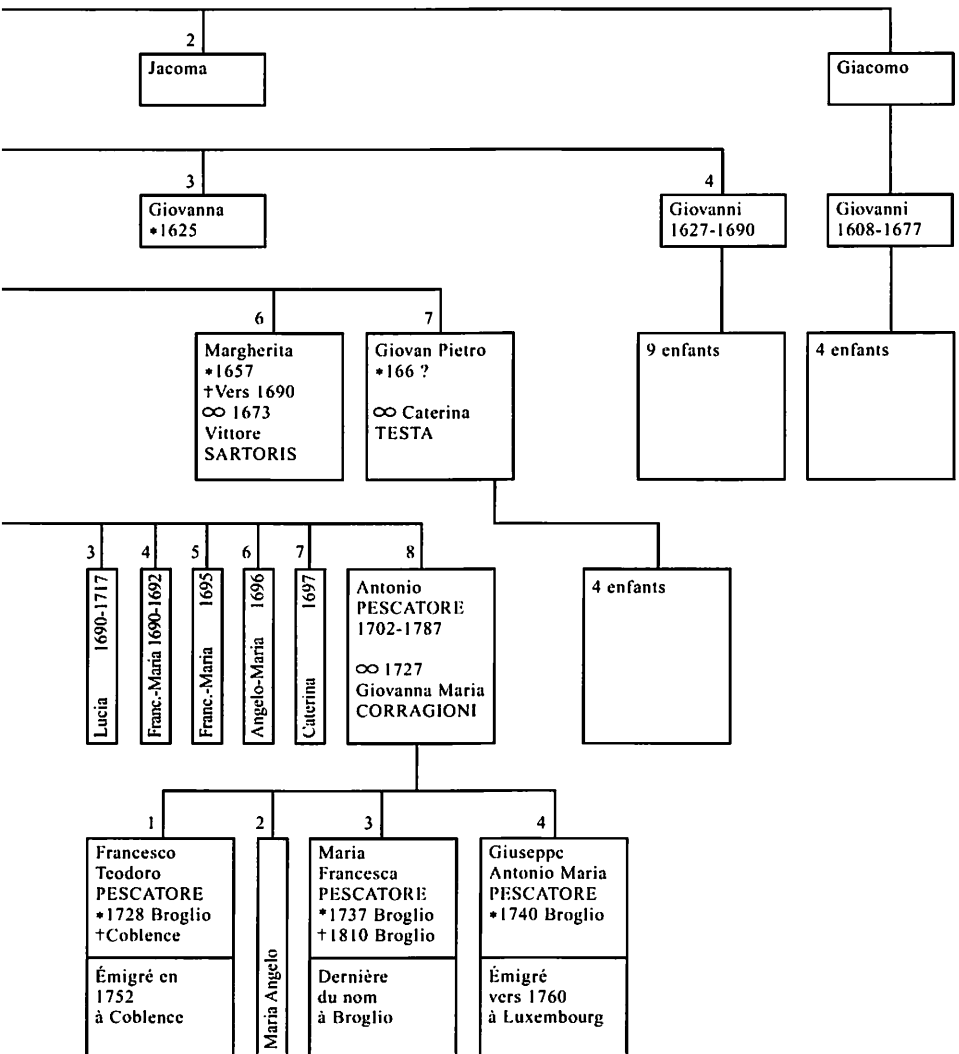 2
Jacoma
Giacomo
3
Giovanna
*1625
4
Giovanni
1627-1690
Giovanni
1608-1677
6
Margherita
*1657
†Vers 1690
∞ 1673
Vittore
SARTORIS
7
Giovan Pietro
*166 ?
∞ Caterina
TESTA
9 enfants
4 enfants
3
Lucia 1690-1717
4
Franc.-Maria 1690-1692
5
Franc.-Maria 1695
6
Angelo-Maria 1696
7
Caterina 1697
8
Antonio
PESCATORE
1702-1787
∞ 1727
Giovanna Maria
CORRAGIONI
4 enfants
1
Francesco
Teodoro
PESCATORE
*1728 Broglio
†Coblence
Émigré en
1752
à Coblence
2
Maria Angelo
3
Maria
Francesca
PESCATORE
*1737 Broglio
†1810 Broglio
Dernière
du nom
à Broglio
4
Giuseppe
Antonio Maria
PESCATORE
*1740 Broglio
Émigré
vers 1760
à Luxembourg